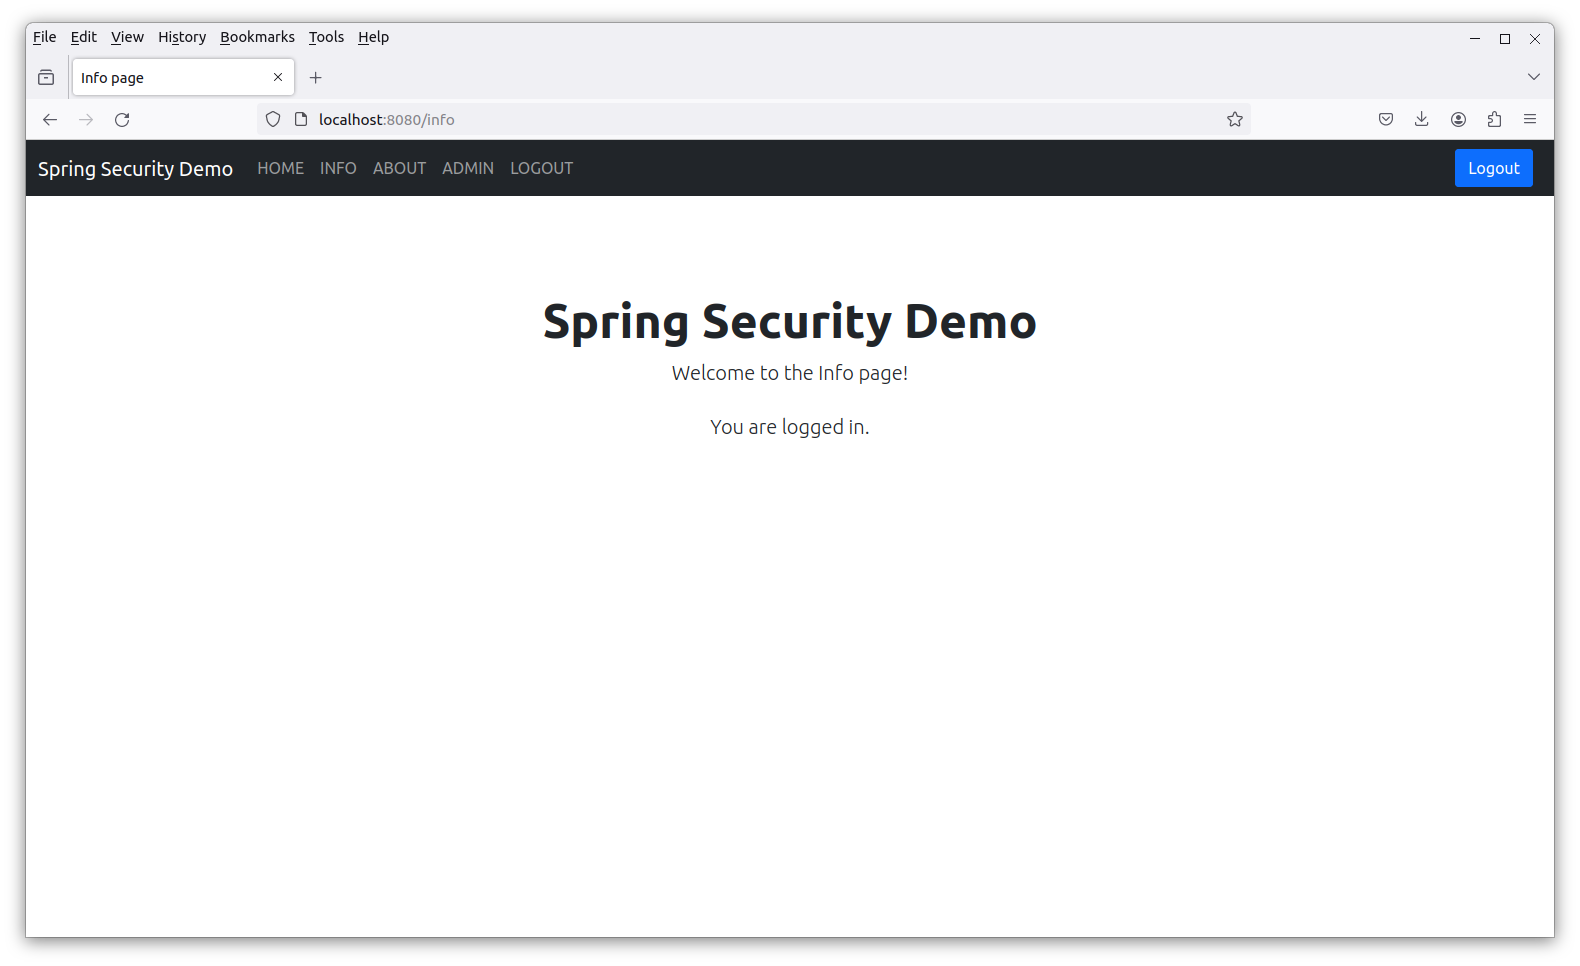 File Edit View History Bookmarks Tools Help
Info page
localhost:8080/info
Spring Security Demo HOME INFO ABOUT ADMIN LOGOUT Logout
Spring Security Demo
Welcome to the Info page!
You are logged in.